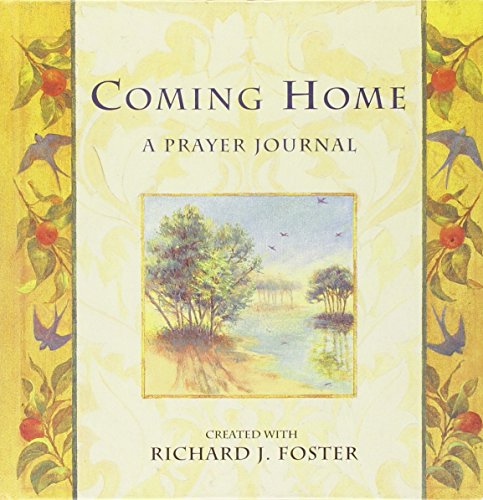 COMING HOME
A PRAYER JOURNAL
CREATED WITH
RICHARD J. FOSTER